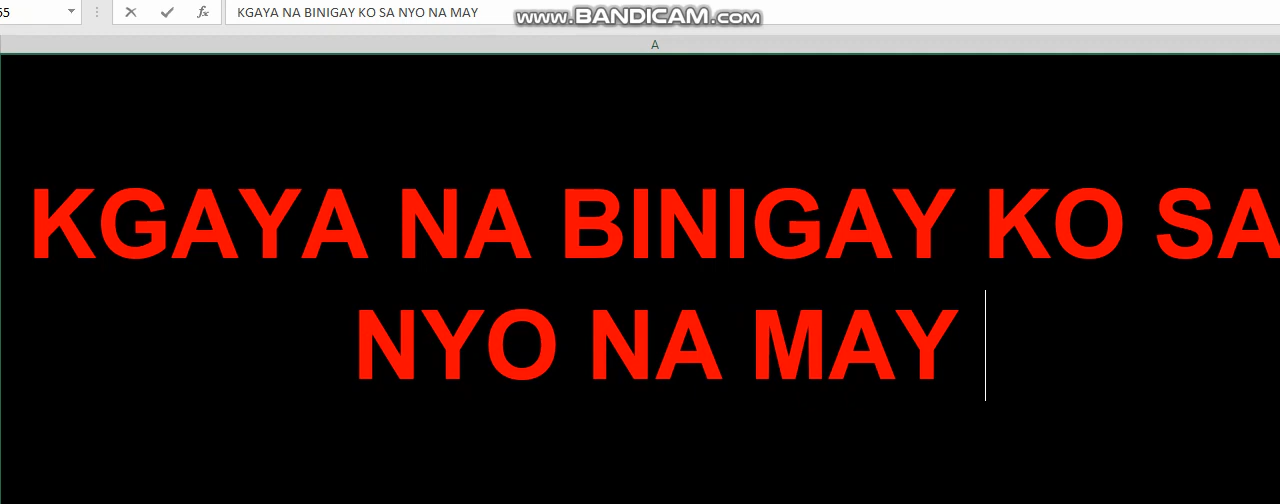 55
fx
KGAYA NA BINIGAY KO SA NYO NA MAY
www.BANDICAM.com
A
KGAYA NA BINIGAY KO SA
NYO NA MAY